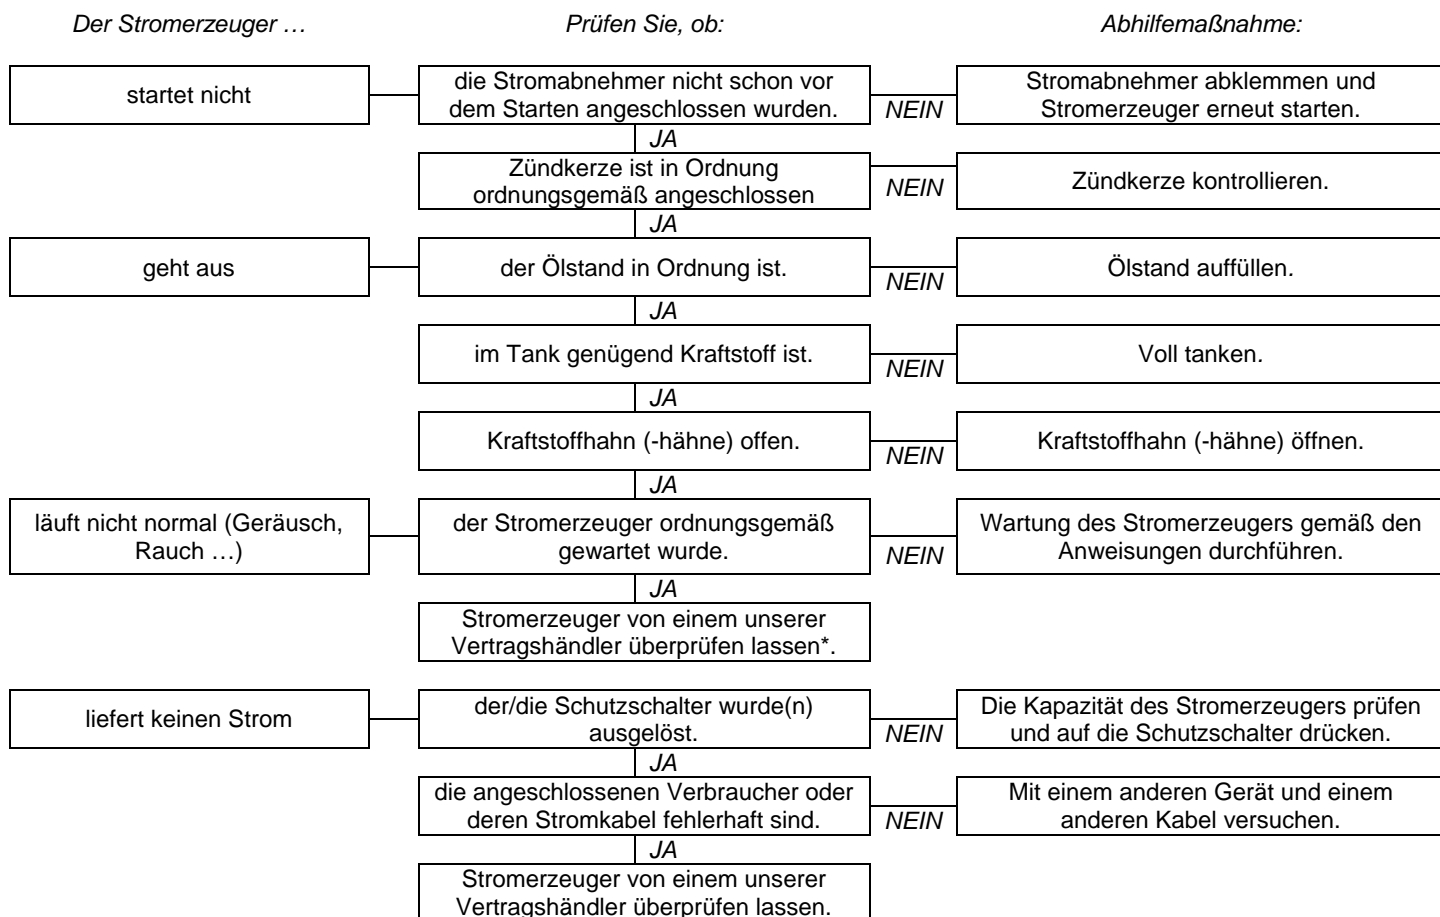 Der Stromerzeuger …
Prüfen Sie, ob:
Abhilfemaßnahme:
startet nicht
die Stromabnehmer nicht schon vor
dem Starten angeschlossen wurden.
NEIN
Stromabnehmer abklemmen und
Stromerzeuger erneut starten.
JA
Zündkerze ist in Ordnung
ordnungsgemäß angeschlossen
NEIN
Zündkerze kontrollieren.
JA
geht aus
der Ölstand in Ordnung ist.
NEIN
Ölstand auffüllen.
JA
im Tank genügend Kraftstoff ist.
NEIN
Voll tanken.
JA
Kraftstoffhahn (-hähne) offen.
NEIN
Kraftstoffhahn (-hähne) öffnen.
JA
läuft nicht normal (Geräusch,
Rauch …)
der Stromerzeuger ordnungsgemäß
gewartet wurde.
NEIN
Wartung des Stromerzeugers gemäß den
Anweisungen durchführen.
JA
Stromerzeuger von einem unserer
Vertragshändler überprüfen lassen*.
liefert keinen Strom
der/die Schutzschalter wurde(n)
ausgelöst.
NEIN
Die Kapazität des Stromerzeugers prüfen
und auf die Schutzschalter drücken.
JA
die angeschlossenen Verbraucher oder
deren Stromkabel fehlerhaft sind.
NEIN
Mit einem anderen Gerät und einem
anderen Kabel versuchen.
JA
Stromerzeuger von einem unserer
Vertragshändler überprüfen lassen.